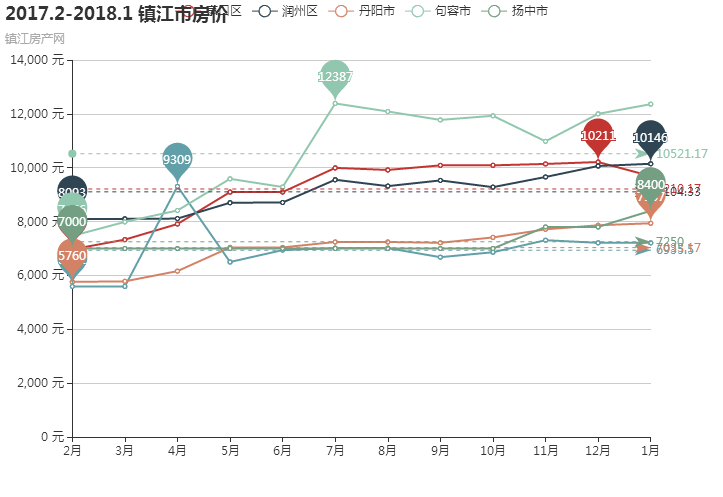 2017.2-2018.1 镇江市房价
润州区 丹阳市 句容市 扬中市
镇江房产网
14,000 元
12,000 元
10,000 元
8,000 元
6,000 元
4,000 元
2,000 元
0 元
2月 3月 4月 5月 6月 7月 8月 9月 10月 11月 12月 1月
12387
9309
10211
10146
8400
8093
7000
5760
10521.17
7250